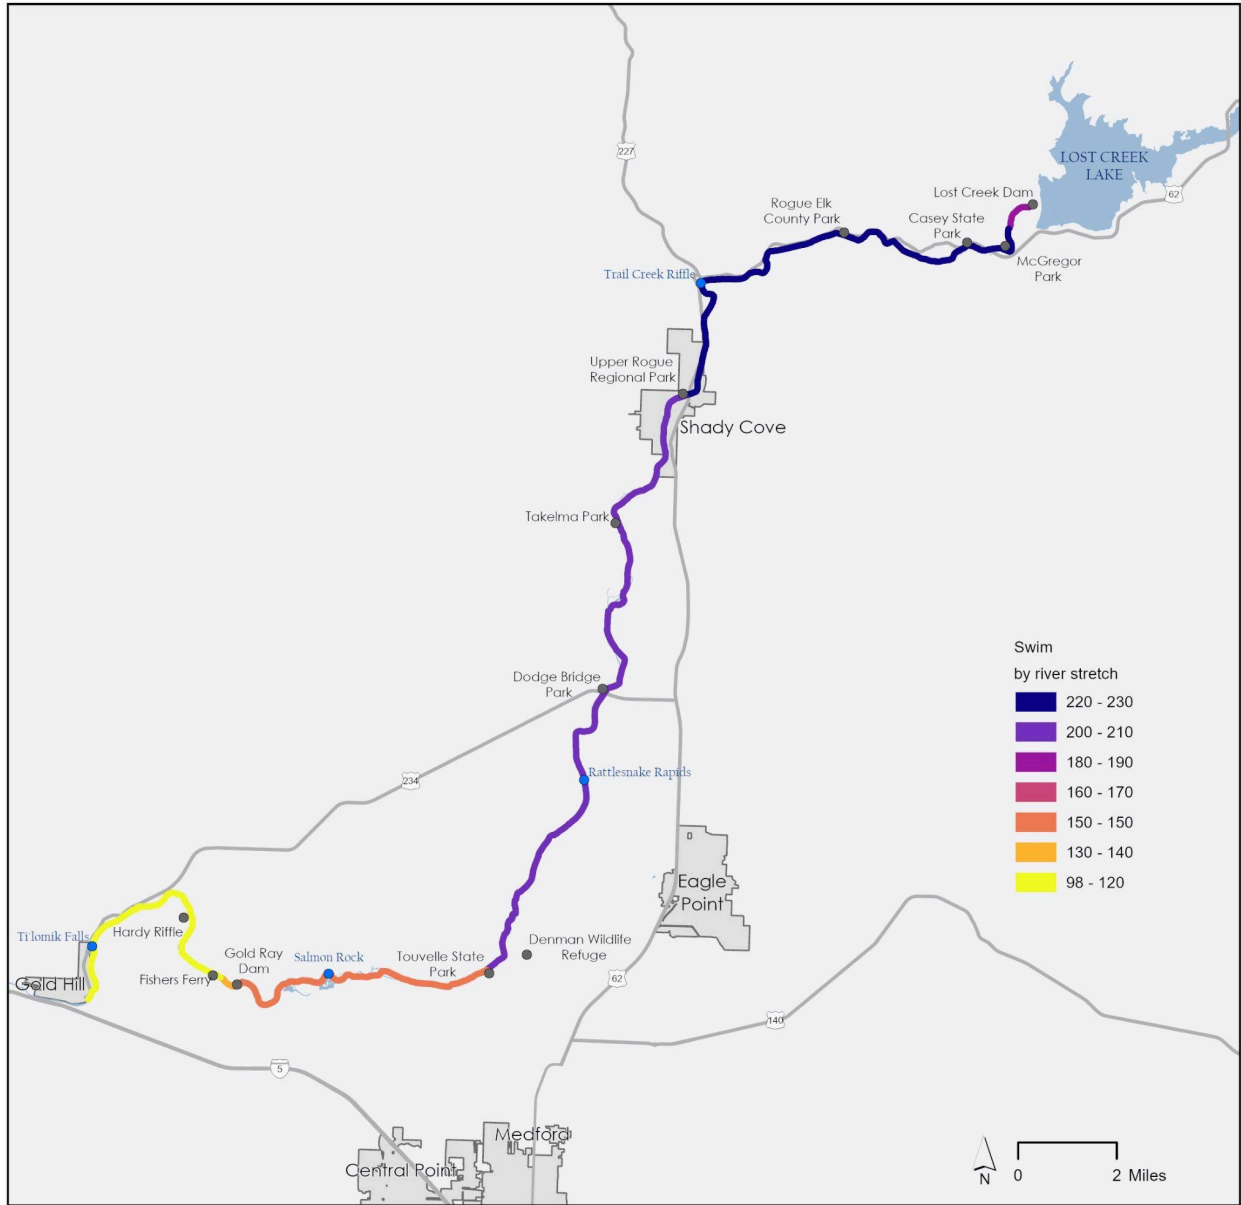 227
LOST CREEK
LAKE
62
Lost Creek Dam
Rogue Elk
County Park
Casey State
Park
McGregor
Park
Trail Creek Riffle
Upper Rogue
Regional Park
Shady Cove
Takelma Park
Dodge Bridge
Park
Swim
by river stretch
220 - 230
200 - 210
180 - 190
160 - 170
150 - 150
130 - 140
98 - 120
234
Rattlesnake Rapids
Eagle
Point
Ti'lomik Falls
Hardy Riffle
Gold Ray
Dam
Salmon Rock
Touvelle State
Park
Denman Wildlife
Refuge
Fishers Ferry
Gold Hill
62
140
5
Medford
Central Point
N
0
2 Miles